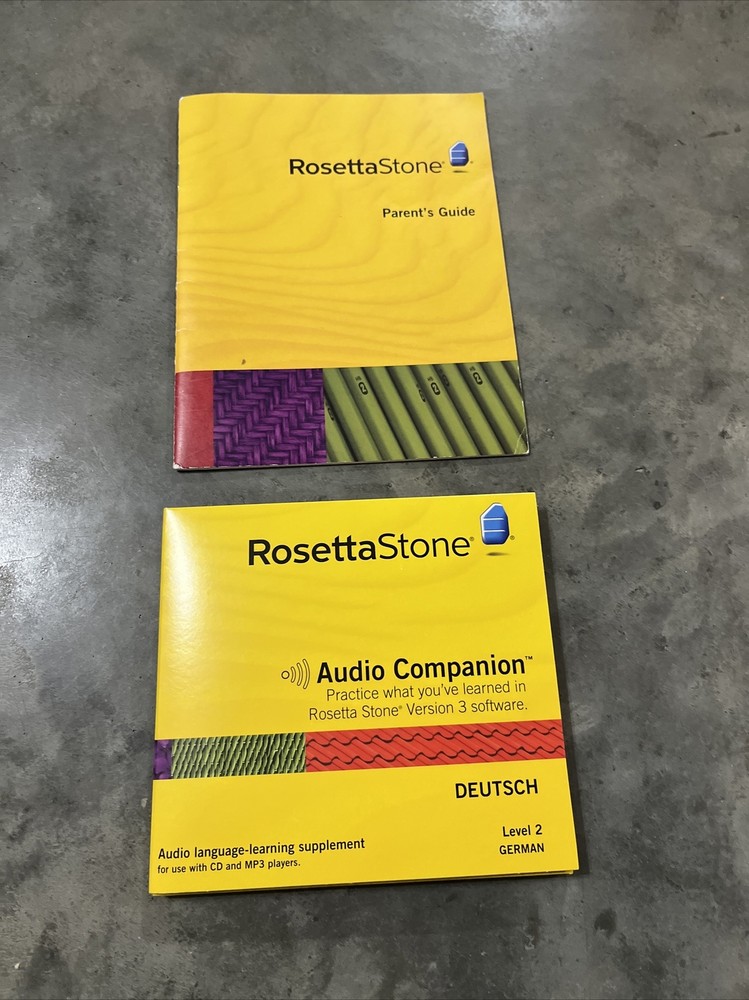 RosettaStone®
Parent's Guide
RosettaStone®
Audio Companion™
Practice what you've learned in
Rosetta Stone® Version 3 software.
DEUTSCH
Level 2
GERMAN
Audio language-learning supplement
for use with CD and MP3 players.